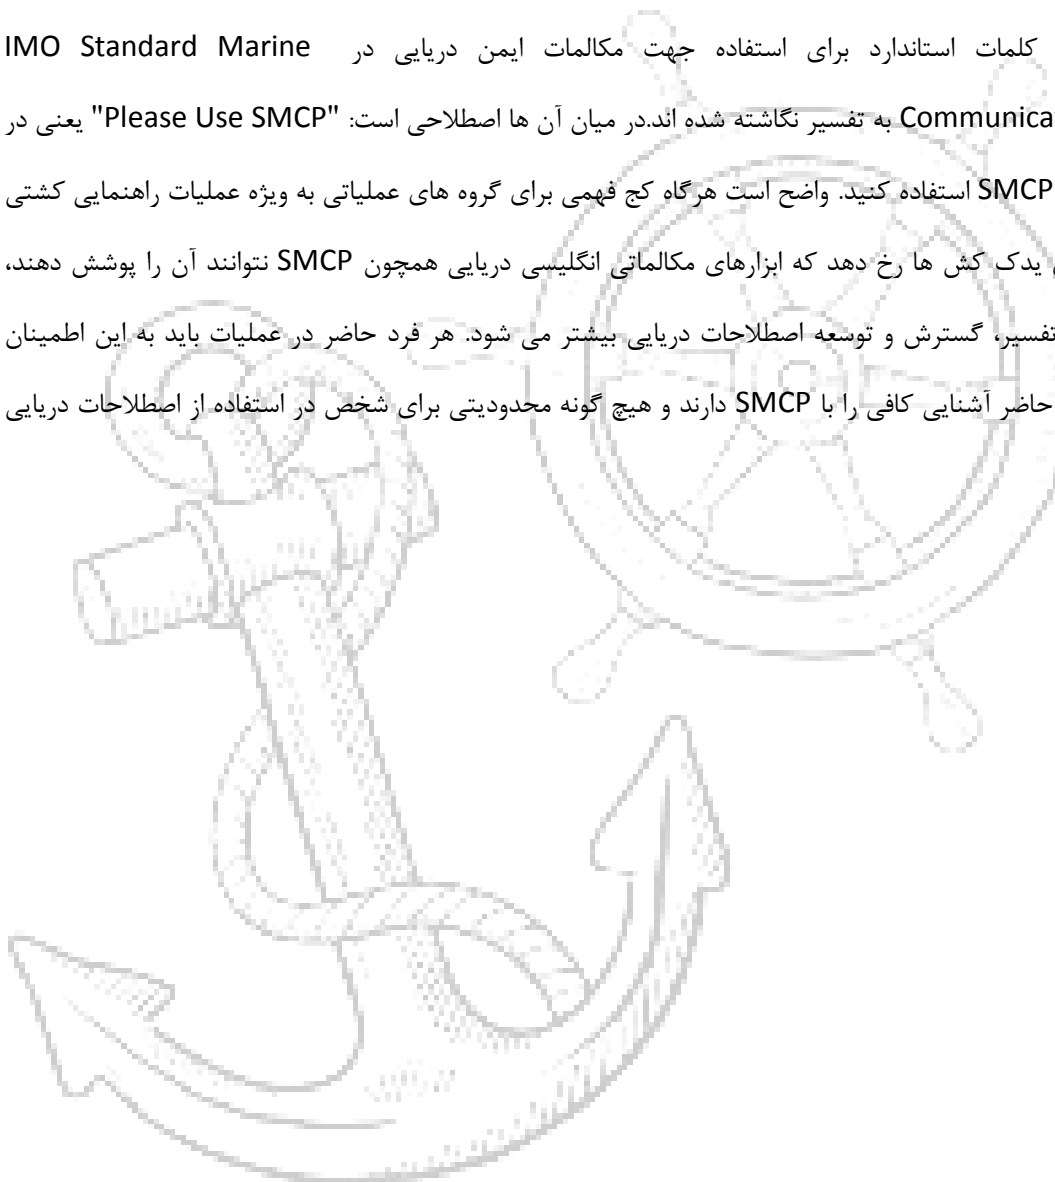 کلمات استاندارد برای استفاده جهت مکالمات ایمن دریایی در IMO Standard Marine
به تفسیر نگاشته شده اند.در میان آن ها اصطلاحی است: "Please Use SMCP" یعنی در
SMCP استفاده کنید. واضح است هرگاه کج فهمی برای گروه های عملیاتی به ویژه عملیات راهنمایی کشتی
یدک کش ها رخ دهد که ابزارهای مکالماتی انگلیسی دریایی همچون SMCP نتوانند آن را پوشش دهند،
تفسیر، گسترش و توسعه اصطلاحات دریایی بیشتر می شود. هر فرد حاضر در عملیات باید به این اطمینان
حاضر آشنایی کافی را با SMCP دارند و هیچ گونه محدودیتی برای شخص در استفاده از اصطلاحات دریایی